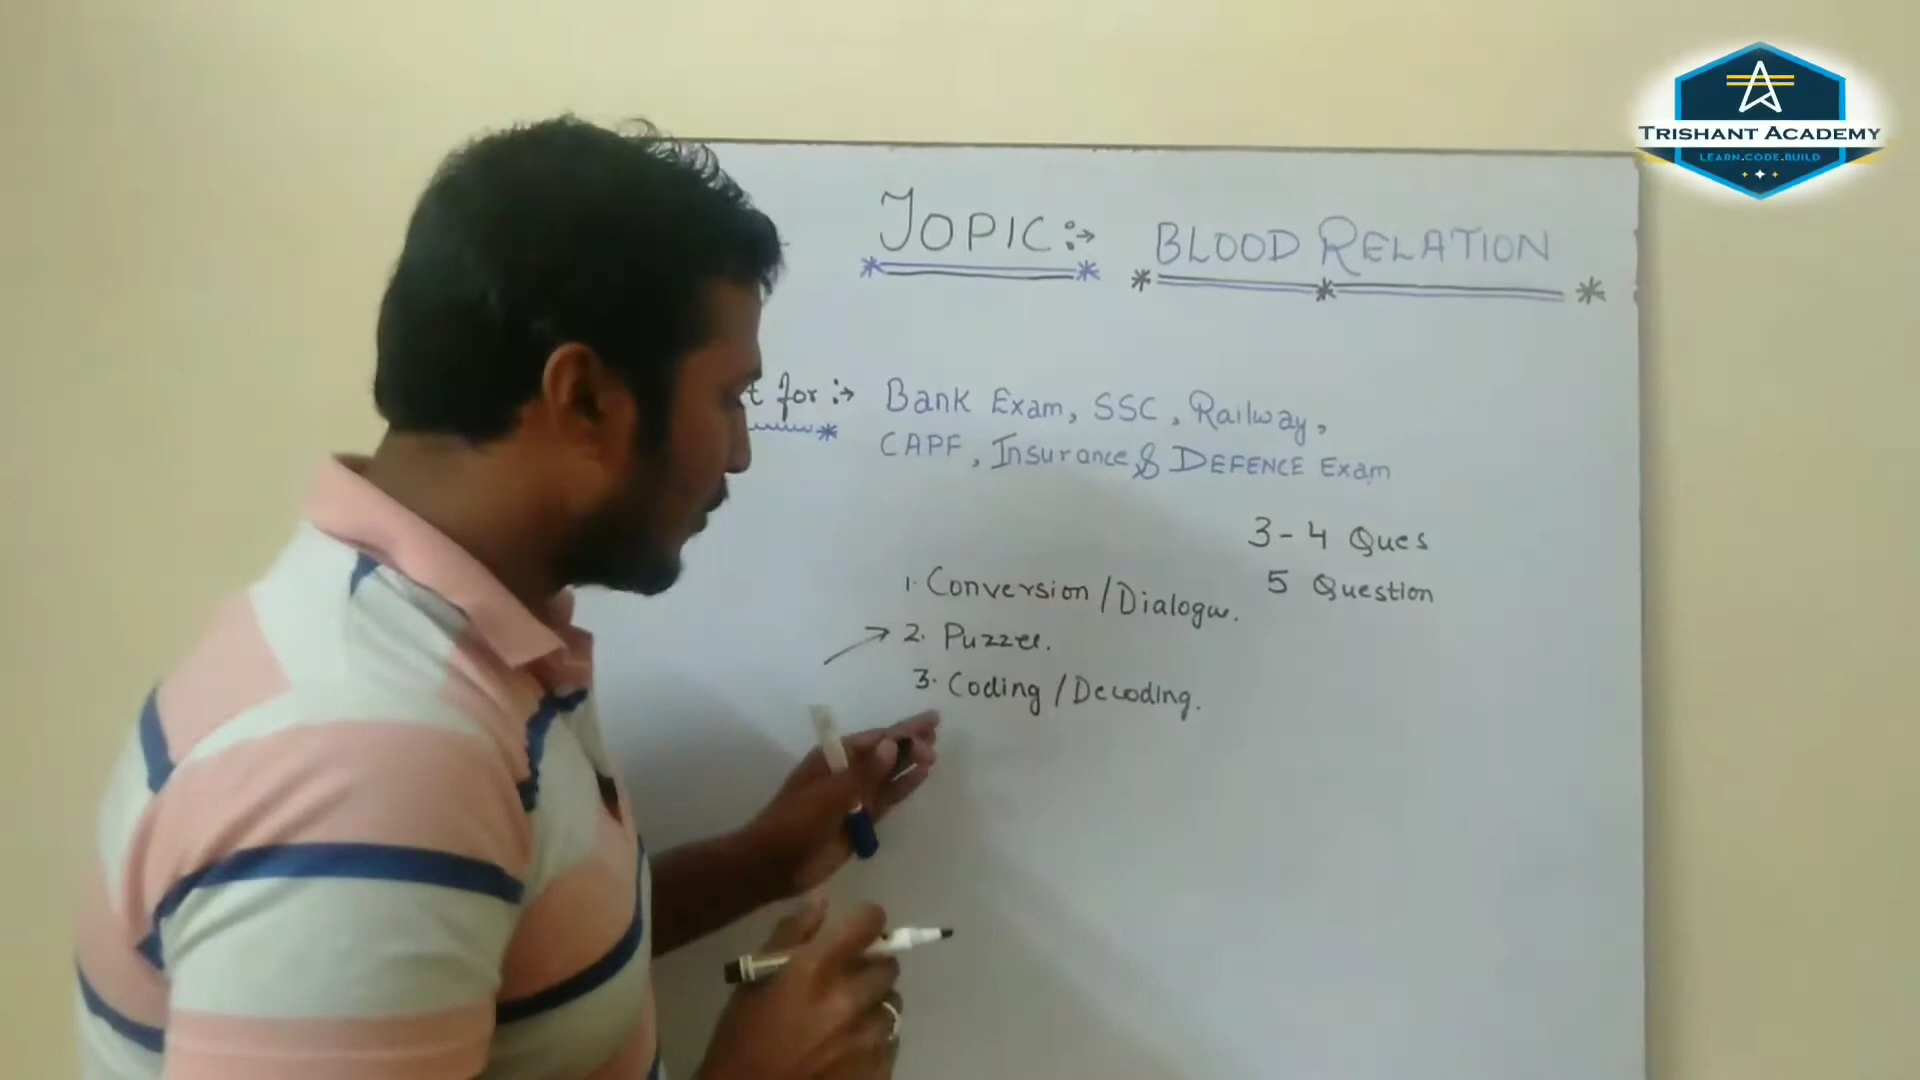 TRISHANT ACADEMY
LEARN.CODE.BUILD
TOPIC :→ BLOOD RELATION
for :→ Bank Exam, SSC, Railway,
CAPF, Insurance & DEFENCE Exam
3-4 Ques
5 Question
1. Conversion / Dialogue.
2. Puzzel.
3. Coding / Decoding.